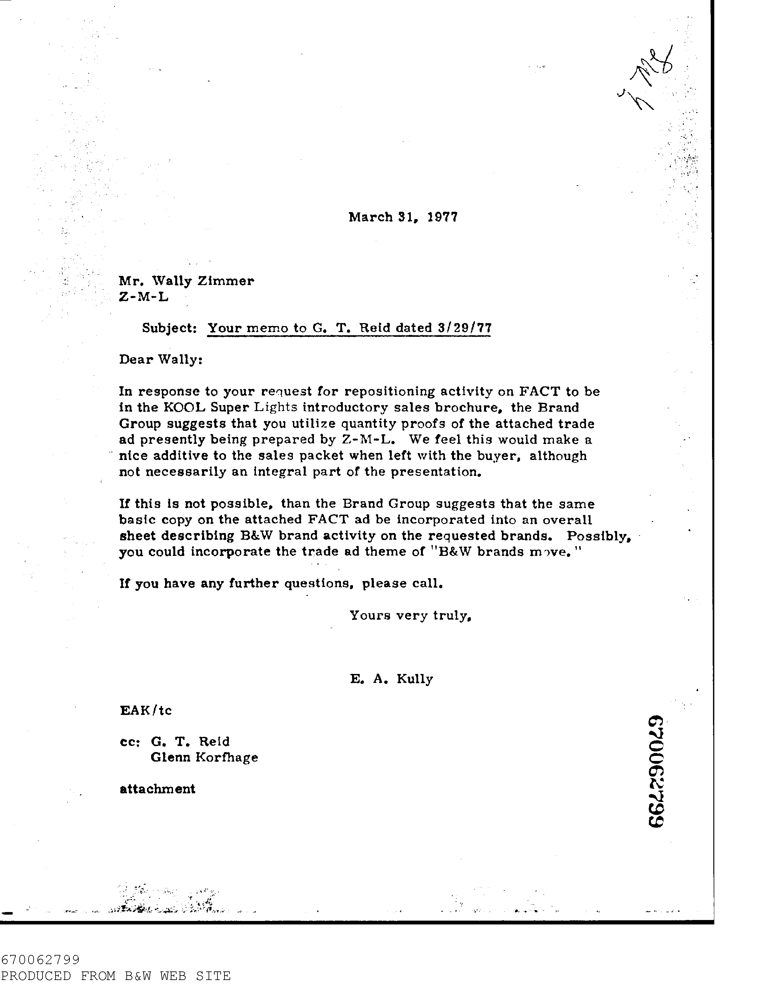 March 31, 1977
Mr. Wally Zimmer
Z-M-L
Subject: Your memo to G. T. Reid dated 3/29/77
Dear Wally:
In response to your request for repositioning activity on FACT to be
in the KOOL Super Lights introductory sales brochure, the Brand
Group suggests that you utilize quantity proofs of the attached trade
ad presently being prepared by Z-M-L. We feel this would make a
nice additive to the sales packet when left with the buyer, although
not necessarily an integral part of the presentation.
If this is not possible, than the Brand Group suggests that the same
basic copy on the attached FACT ad be incorporated into an overall
sheet describing B&W brand activity on the requested brands. Possibly,
you could incorporate the trade ad theme of "B&W brands move."
If you have any further questions, please call.
Yours very truly,
E. A. Kully
EAK/tc
cc: G. T. Reid
Glenn Korfhage
attachment
670062799
670062799
PRODUCED FROM B&W WEB SITE